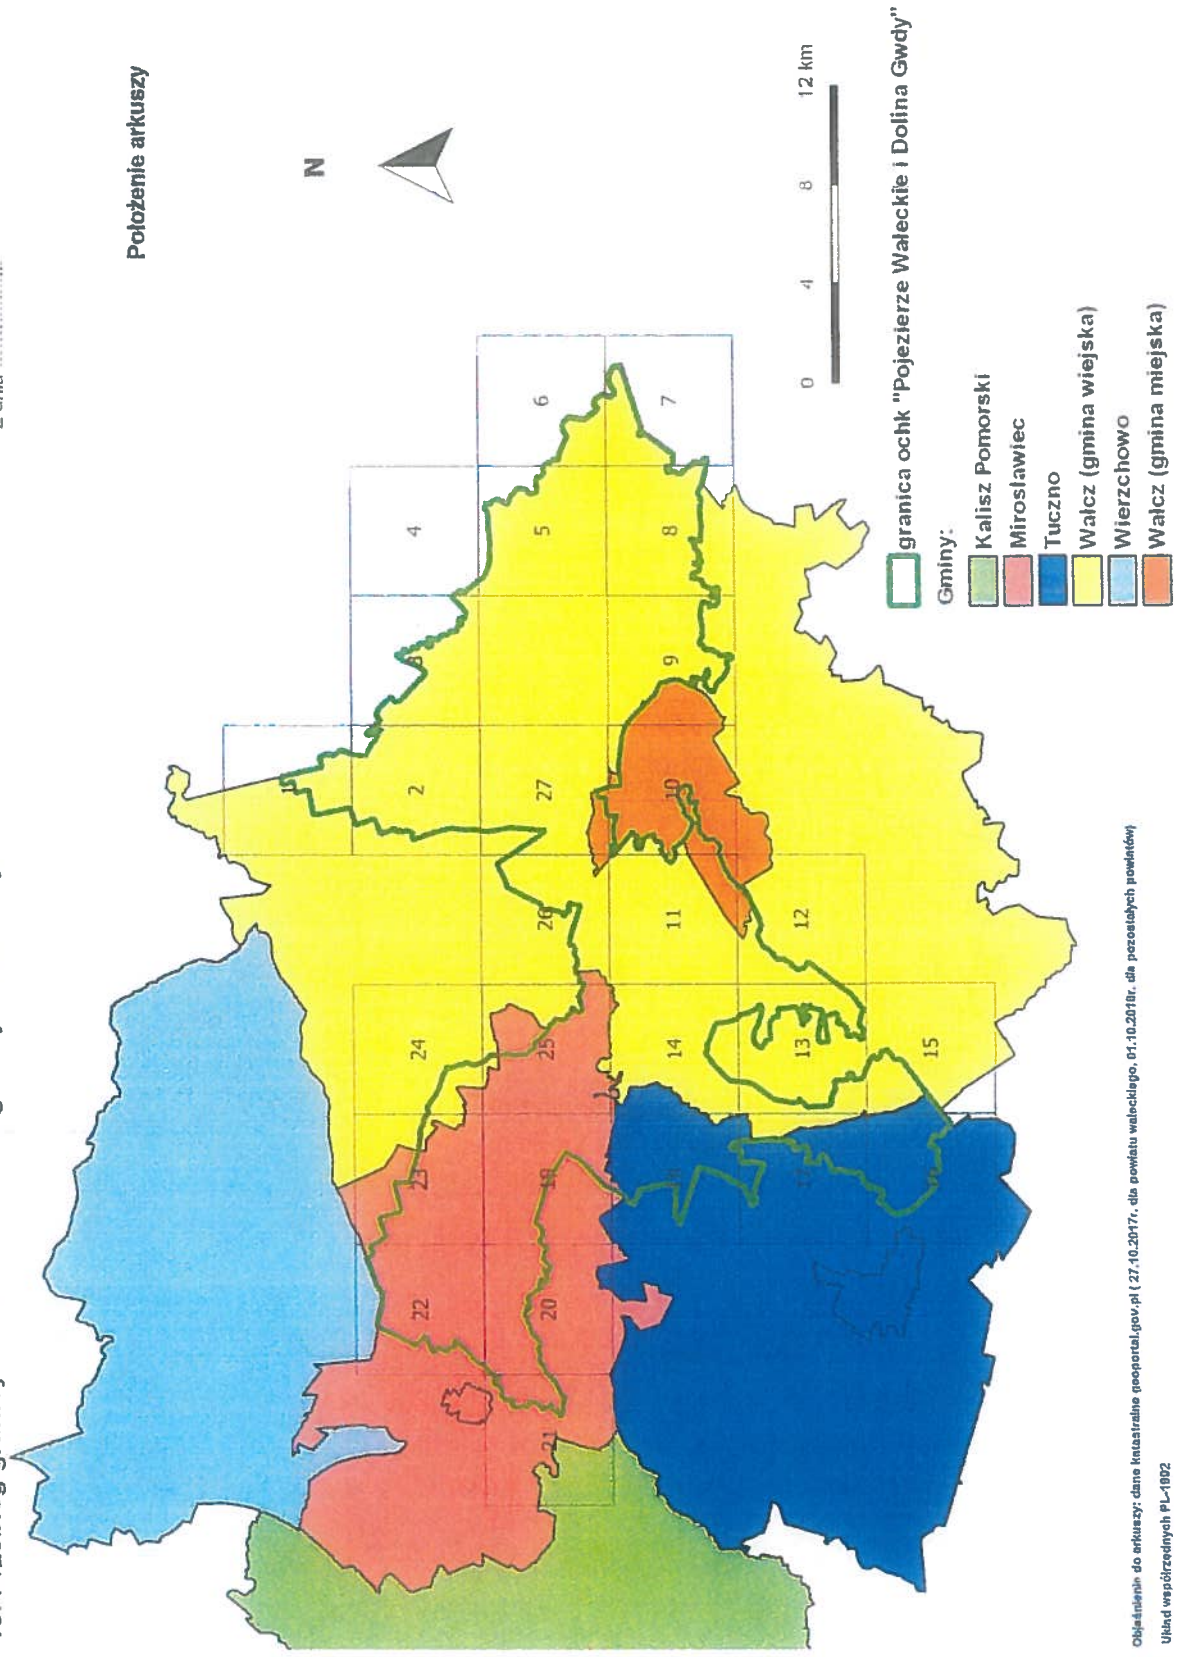 Położenie arkuszy
N
0 4 8 12 km
granica ochk "Pojezierze Wałeckie i Dolina Gwdy"
Gminy:
Kalisz Pomorski
Mirosławiec
Tuczno
Wałcz (gmina wiejska)
Wierzchowo
Wałcz (gmina miejska)
1
2
3
4
5
6
7
8
9
10
11
12
13
14
15
17
19
20
21
22
23
24
25
26
27
Objaśnienie do arkuszy: dane katastralne geoportal.gov.pl ( 27.10.2017r. dla powiatu wałeckiego, 01.10.2018r. dla pozostałych powiatów)
Układ współrzędnych PL-1992